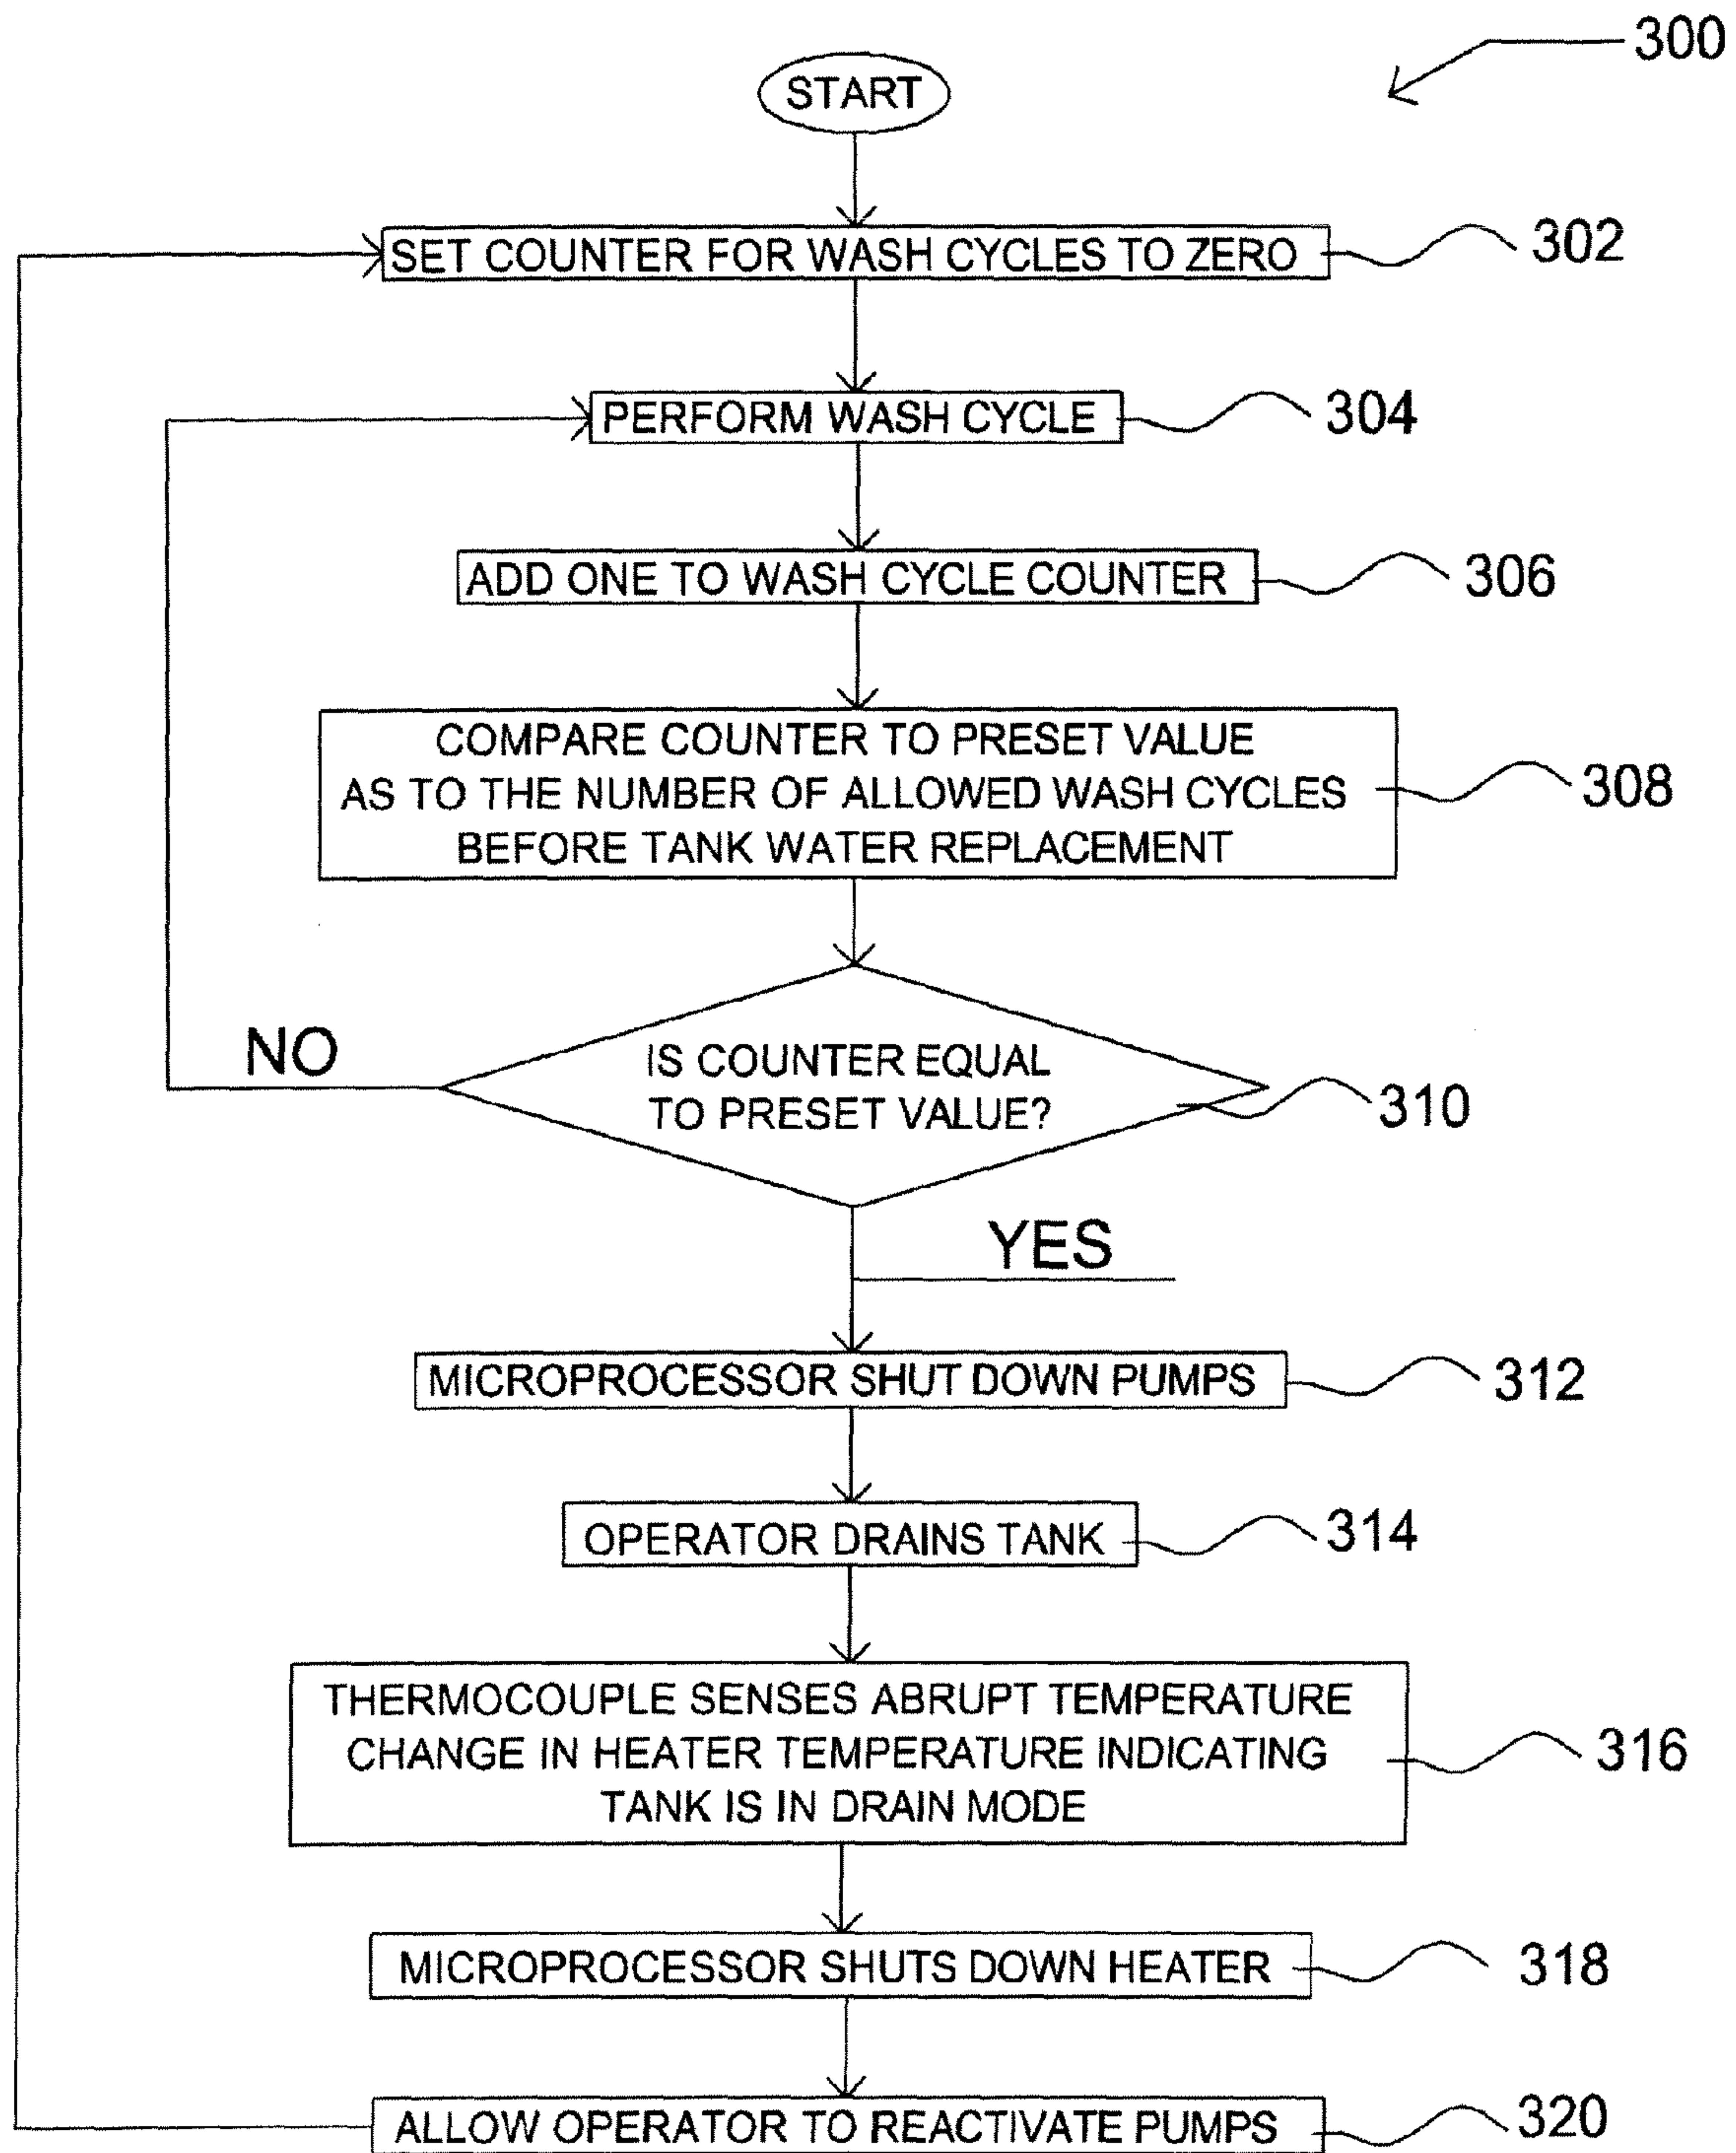 300
START
SET COUNTER FOR WASH CYCLES TO ZERO
302
PERFORM WASH CYCLE
304
ADD ONE TO WASH CYCLE COUNTER
306
COMPARE COUNTER TO PRESET VALUE
AS TO THE NUMBER OF ALLOWED WASH CYCLES
BEFORE TANK WATER REPLACEMENT
308
NO
IS COUNTER EQUAL
TO PRESET VALUE?
310
YES
MICROPROCESSOR SHUT DOWN PUMPS
312
OPERATOR DRAINS TANK
314
THERMOCOUPLE SENSES ABRUPT TEMPERATURE
CHANGE IN HEATER TEMPERATURE INDICATING
TANK IS IN DRAIN MODE
316
MICROPROCESSOR SHUTS DOWN HEATER
318
ALLOW OPERATOR TO REACTIVATE PUMPS
320